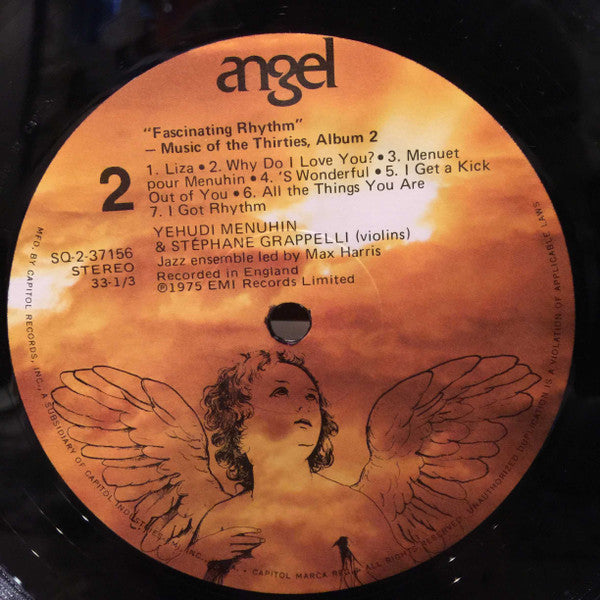 angel
"Fascinating Rhythm"
– Music of the Thirties, Album 2
2
1. Liza • 2. Why Do I Love You? • 3. Menuet
pour Menuhin • 4. 'S Wonderful • 5. I Get a Kick
Out of You • 6. All the Things You Are
7. I Got Rhythm
YEHUDI MENUHIN
& STÉPHANE GRAPPELLI (violins)
Jazz ensemble led by Max Harris
Recorded in England
℗1975 EMI Records Limited
SQ-2-37156
STEREO
33-1/3
MFD. BY CAPITOL RECORDS, INC., A SUBSIDIARY OF CAPITOL INDUSTRIES, INC. • CAPITOL MARCA REG. • ALL RIGHTS RESERVED. UNAUTHORIZED DUPLICATION IS A VIOLATION OF APPLICABLE LAWS